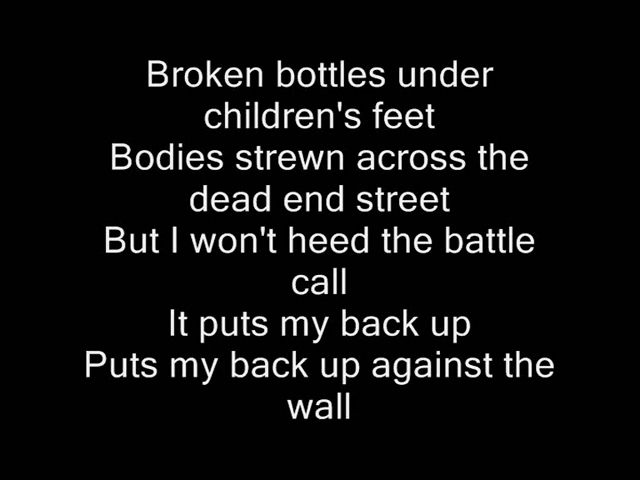 Broken bottles under
children's feet
Bodies strewn across the
dead end street
But I won't heed the battle
call
It puts my back up
Puts my back up against the
wall